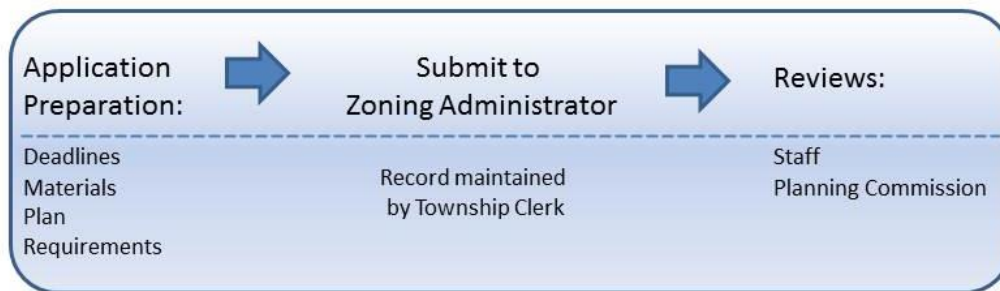 Application
Preparation:
Submit to
Zoning Administrator
Reviews:
Deadlines
Materials
Plan
Requirements
Record maintained
by Township Clerk
Staff
Planning Commission